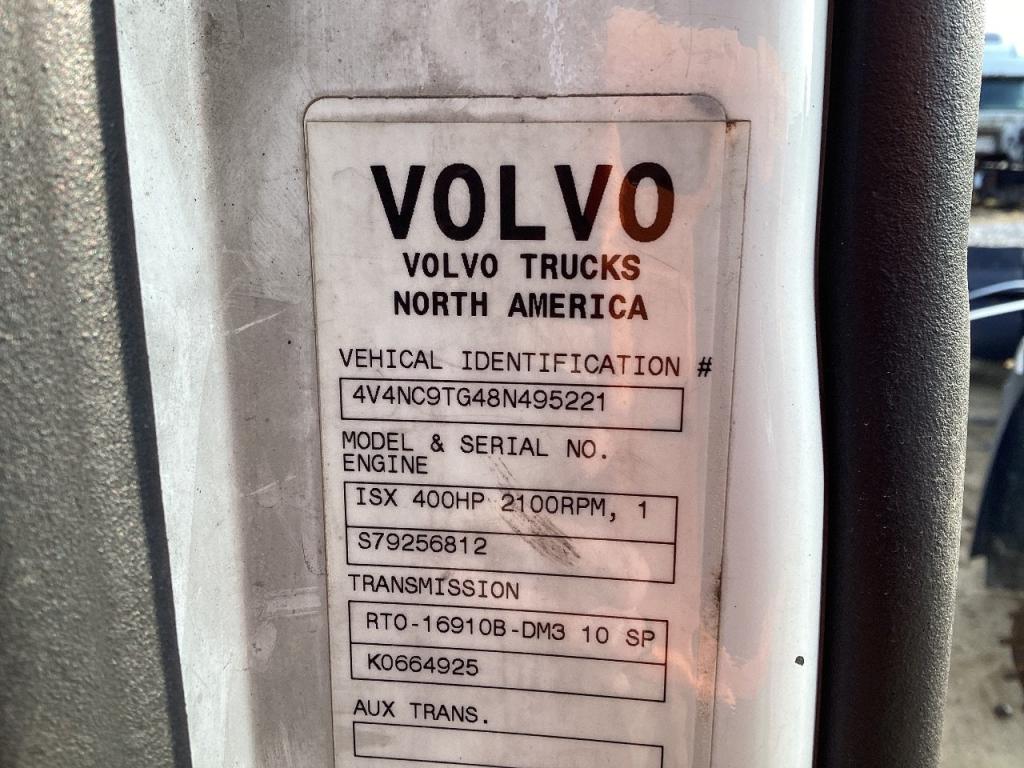 VOLVO
VOLVO TRUCKS
NORTH AMERICA
VEHICAL IDENTIFICATION #
4V4NC9TG48N495221
MODEL & SERIAL NO.
ENGINE
ISX 400HP 2100RPM, 1
S79256812
TRANSMISSION
RTO-16910B-DM3 10 SP
K0664925
AUX TRANS.